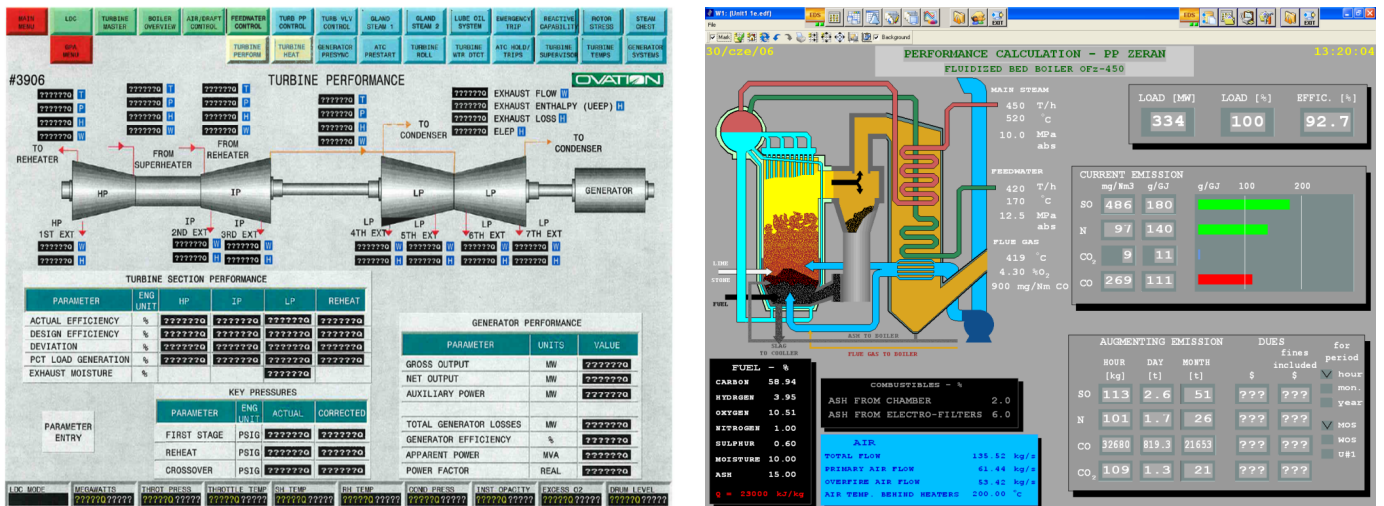 MAIN MENU
LDC
TURBINE MASTER
BOILER OVERVIEW
AIR/DRAFT CONTROL
FEEDWATER CONTROL
TURB PP CONTROL
TURB VLV CONTROL
GLAND STEAM 1
GLAND STEAM 2
LUBE OIL SYSTEM
EMERGENCY TRIP
REACTIVE CAPABILITY
ROTOR STRESS
STEAM CHEST
MENU
TURBINE PERFORM
TURBINE HEAT
GENERATOR PRESYNC
ATC PRESTART
TURBINE ROLL
TURBINE WTR DTCT
ATC HOLD/ TRIPS
TURBINE SUPERVISOR
TURBINE TEMPS
GENERATOR SYSTEMS
#3906
TURBINE PERFORMANCE
OVATION
??????Q T ??????Q T ??????Q T ??????Q T ??????Q EXHAUST FLOW W
??????Q P ??????Q P ??????Q P ??????Q P ??????Q EXHAUST ENTHALPY (UEEP) H
??????Q H ??????Q H ??????Q H ??????Q H ??????Q EXHAUST LOSS H
??????Q W ??????Q W ??????Q W ??????Q W ??????Q ELEP H
TO REHEATER
FROM SUPERHEATER
FROM REHEATER
TO CONDENSER
TO CONDENSER
HP IP LP LP GENERATOR
HP 1ST EXT
IP 2ND EXT
IP 3RD EXT
LP 4TH EXT
LP 5TH EXT
LP 6TH EXT
LP 7TH EXT
??????Q W ??????Q W ??????Q W ??????Q W ??????Q W ??????Q W ??????Q W
??????Q H ??????Q H ??????Q H ??????Q H ??????Q H ??????Q H ??????Q H
TURBINE SECTION PERFORMANCE
PARAMETER ENG UNIT HP IP LP REHEAT
ACTUAL EFFICIENCY % ??????Q ??????Q ??????Q ??????Q
DESIGN EFFICIENCY % ??????Q ??????Q ??????Q ??????Q
DEVIATION % ??????Q ??????Q ??????Q ??????Q
PCT LOAD GENERATION % ??????Q ??????Q ??????Q ??????Q
EXHAUST MOISTURE % ??????Q
KEY PRESSURES
PARAMETER ENG UNIT ACTUAL CORRECTED
FIRST STAGE PSIG ??????Q ??????Q
REHEAT PSIG ??????Q ??????Q
CROSSOVER PSIG ??????Q ??????Q
PARAMETER ENTRY
GENERATOR PERFORMANCE
PARAMETER UNITS VALUE
GROSS OUTPUT MW ??????Q
NET OUTPUT MW ??????Q
AUXILIARY POWER MW ??????Q
TOTAL GENERATOR LOSSES MW ??????Q
GENERATOR EFFICIENCY % ??????Q
APPARENT POWER MVA ??????Q
POWER FACTOR REAL ??????Q
LDC MODE MEGAWATTS THROT PRESS THROTTLE TEMP SH TEMP RH TEMP COND PRESS INST OPACITY EXCESS O2 DRUM LEVEL
?????Q ????? ?????Q ????? ?????Q ????? ?????Q ????? ?????Q ????? ?????Q ????? ?????Q ????? ?????Q ????? ?????Q ?????
W1: (Unit1 1e.edf)
EDS
EXIT
EDS
EXIT
File
Mask
Background
30/cze/06
PERFORMANCE CALCULATION - PP ZERAN
13:20:04
FLUIDIZED BED BOILER OFz-450
MAIN STEAM
450 T/h
520 °C
10.0 MPa
abs
FEEDWATER
420 T/h
170 °C
12.5 MPa
abs
FLUE GAS
419 °C
4.30 %O2
900 mg/Nm CO
LIME STONE
FUEL
SLAG TO COOLLER
ASH TO BOILER
FLUE GAS TO BOILER
LOAD [MW] LOAD [%] EFFIC. [%]
334 100 92.7
CURRENT EMISSION
mg/Nm3 g/GJ g/GJ 100 200
SO 486 180
N 97 140
CO2 9 11
CO 269 111
FUEL - %
CARBON 58.94
HYDRGEN 3.95
OXYGEN 10.51
NITROGEN 1.00
SULPHUR 0.60
MOISTURE 10.00
ASH 15.00
Q = 23000 kJ/kg
COMBUSTIBLES - %
ASH FROM CHAMBER 2.0
ASH FROM ELECTRO-FILTERS 6.0
AIR
TOTAL FLOW 135.52 kg/s
PRIMARY AIR FLOW 61.44 kg/s
OVERFIRE AIR FLOW 53.42 kg/s
AIR TEMP. BEHIND HEATERS 200.00 °C
AUGMENTING EMISSION DUES
HOUR DAY MONTH fines included
[kg] [t] [t] $ $
SO 113 2.6 51 ??? ???
N 101 1.7 26 ??? ???
CO 32680 819.3 21653 ??? ???
CO2 109 1.3 21 ??? ???
for period
hour
mon.
year
MOS
WOS
U#1